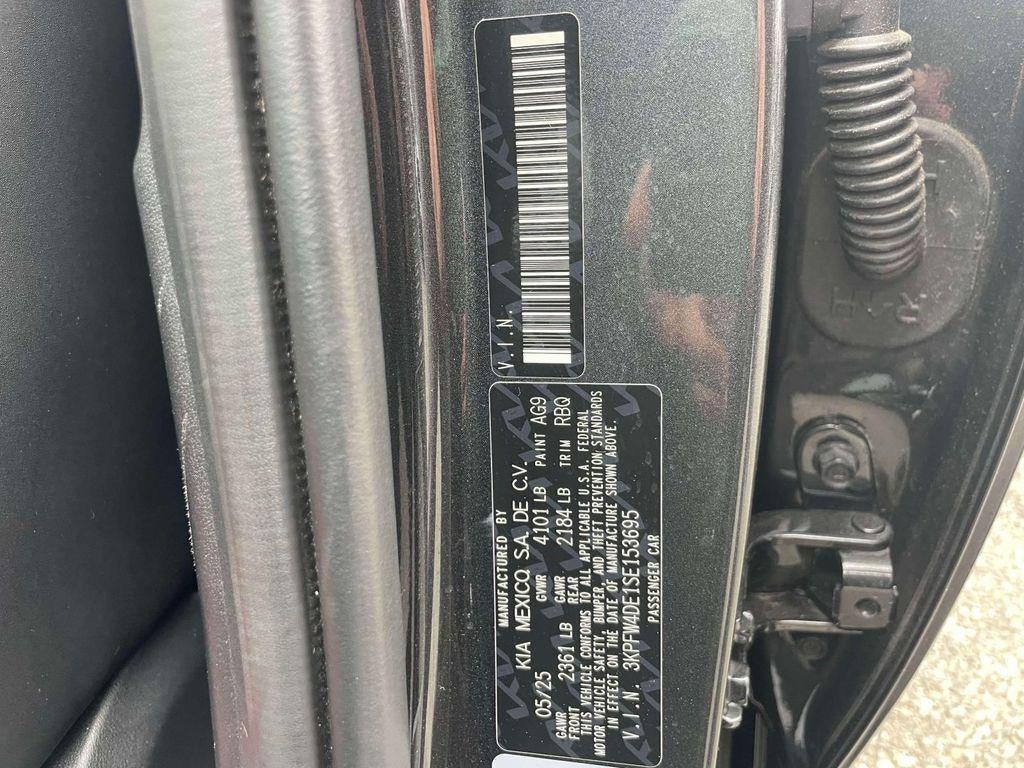 MANUFACTURED BY
KIA MEXICO S.A. DE C.V.
05/25 GVWR 4101 LB PAINT AG9
GAWR FRONT 2361 LB GAWR REAR 2184 LB TRIM RBQ
THIS VEHICLE CONFORMS TO ALL APPLICABLE U.S.A. FEDERAL
MOTOR VEHICLE SAFETY, BUMPER, AND THEFT PREVENTION STANDARDS
IN EFFECT ON THE DATE OF MANUFACTURE SHOWN ABOVE.
V.I.N. 3KPFW4DE1SE153695
PASSENGER CAR
V.I.N.
R-RH